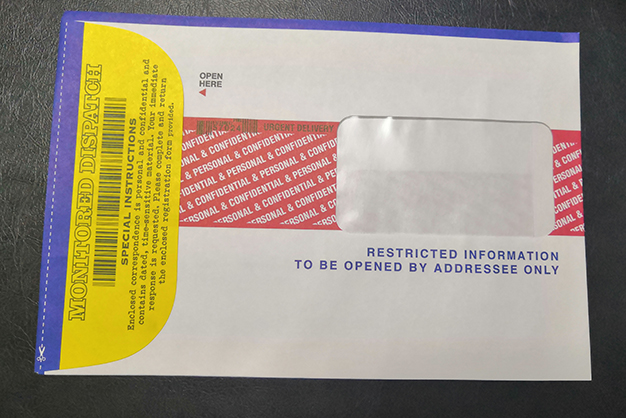 MONITORED DISPATCH
SPECIAL INSTRUCTIONS
Enclosed correspondence is personal and confidential and
contains dated, time-sensitive material. Your immediate
response is requested. Please complete and return
the enclosed registration form provided.
OPEN
HERE
URGENT DELIVERY
PERSONAL & CONFIDENTIAL
RESTRICTED INFORMATION
TO BE OPENED BY ADDRESSEE ONLY